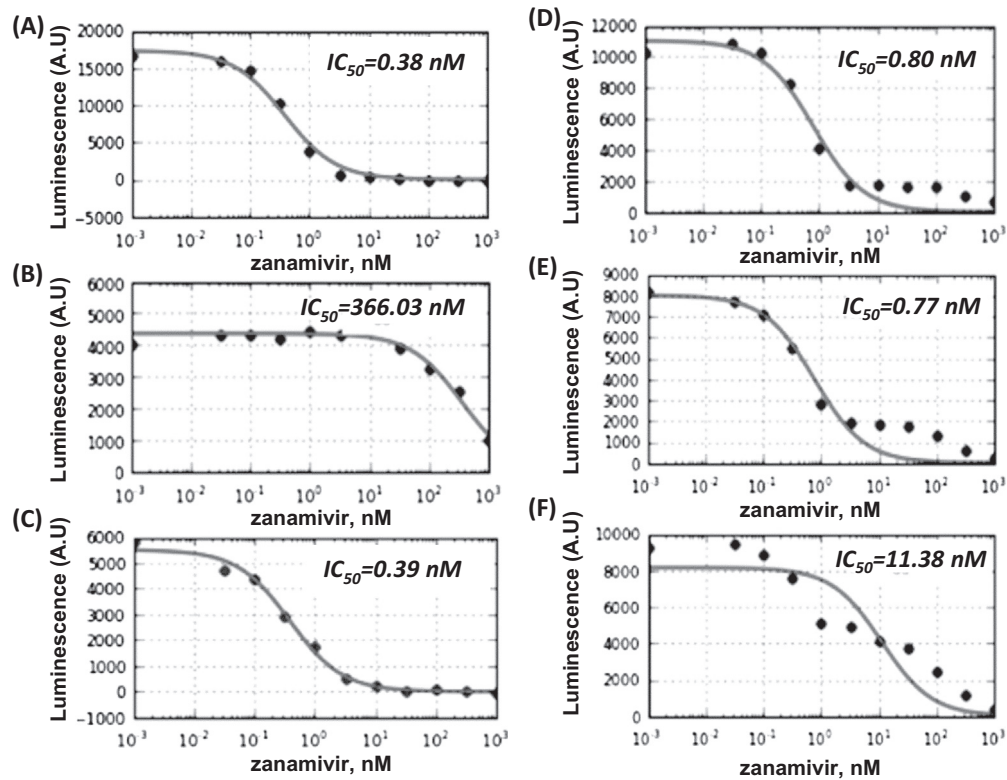 (A)
Luminescence (A.U)
20000
15000
10000
5000
0
−5000
IC50=0.38 nM
10-3 10-2 10-1 100 101 102 103
zanamivir, nM
(B)
Luminescence (A.U)
6000
5000
4000
3000
2000
1000
0
IC50=366.03 nM
10-3 10-2 10-1 100 101 102 103
zanamivir, nM
(C)
Luminescence (A.U)
6000
5000
4000
3000
2000
1000
0
−1000
IC50=0.39 nM
10-3 10-2 10-1 100 101 102 103
zanamivir, nM
(D)
Luminescence (A.U)
12000
10000
8000
6000
4000
2000
0
IC50=0.80 nM
10-3 10-2 10-1 100 101 102 103
zanamivir, nM
(E)
Luminescence (A.U)
9000
8000
7000
6000
5000
4000
3000
2000
1000
0
IC50=0.77 nM
10-3 10-2 10-1 100 101 102 103
zanamivir, nM
(F)
Luminescence (A.U)
10000
8000
6000
4000
2000
0
IC50=11.38 nM
10-3 10-2 10-1 100 101 102 103
zanamivir, nM